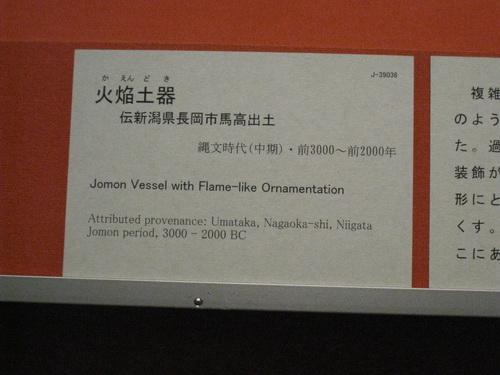 J-39036
かえんどき
火焔土器
伝新潟県長岡市馬高出土
縄文時代(中期)・前3000〜前2000年
Jomon Vessel with Flame-like Ornamentation
Attributed provenance: Umataka, Nagaoka-shi, Niigata
Jomon period, 3000 - 2000 BC
複雑
のよう
た。過
装飾が
形にと
くす。
こにあ